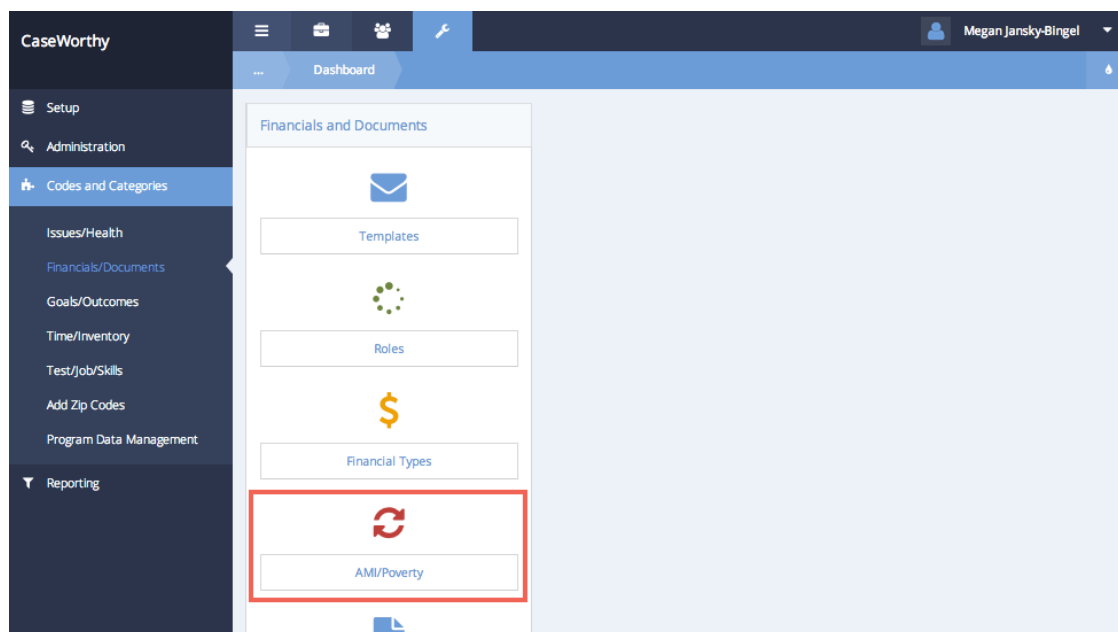 CaseWorthy
Megan Jansky-Bingel
... Dashboard
Setup
Administration
Codes and Categories
Issues/Health
Financials/Documents
Goals/Outcomes
Time/Inventory
Test/Job/Skills
Add Zip Codes
Program Data Management
Reporting
Financials and Documents
Templates
Roles
Financial Types
AMI/Poverty